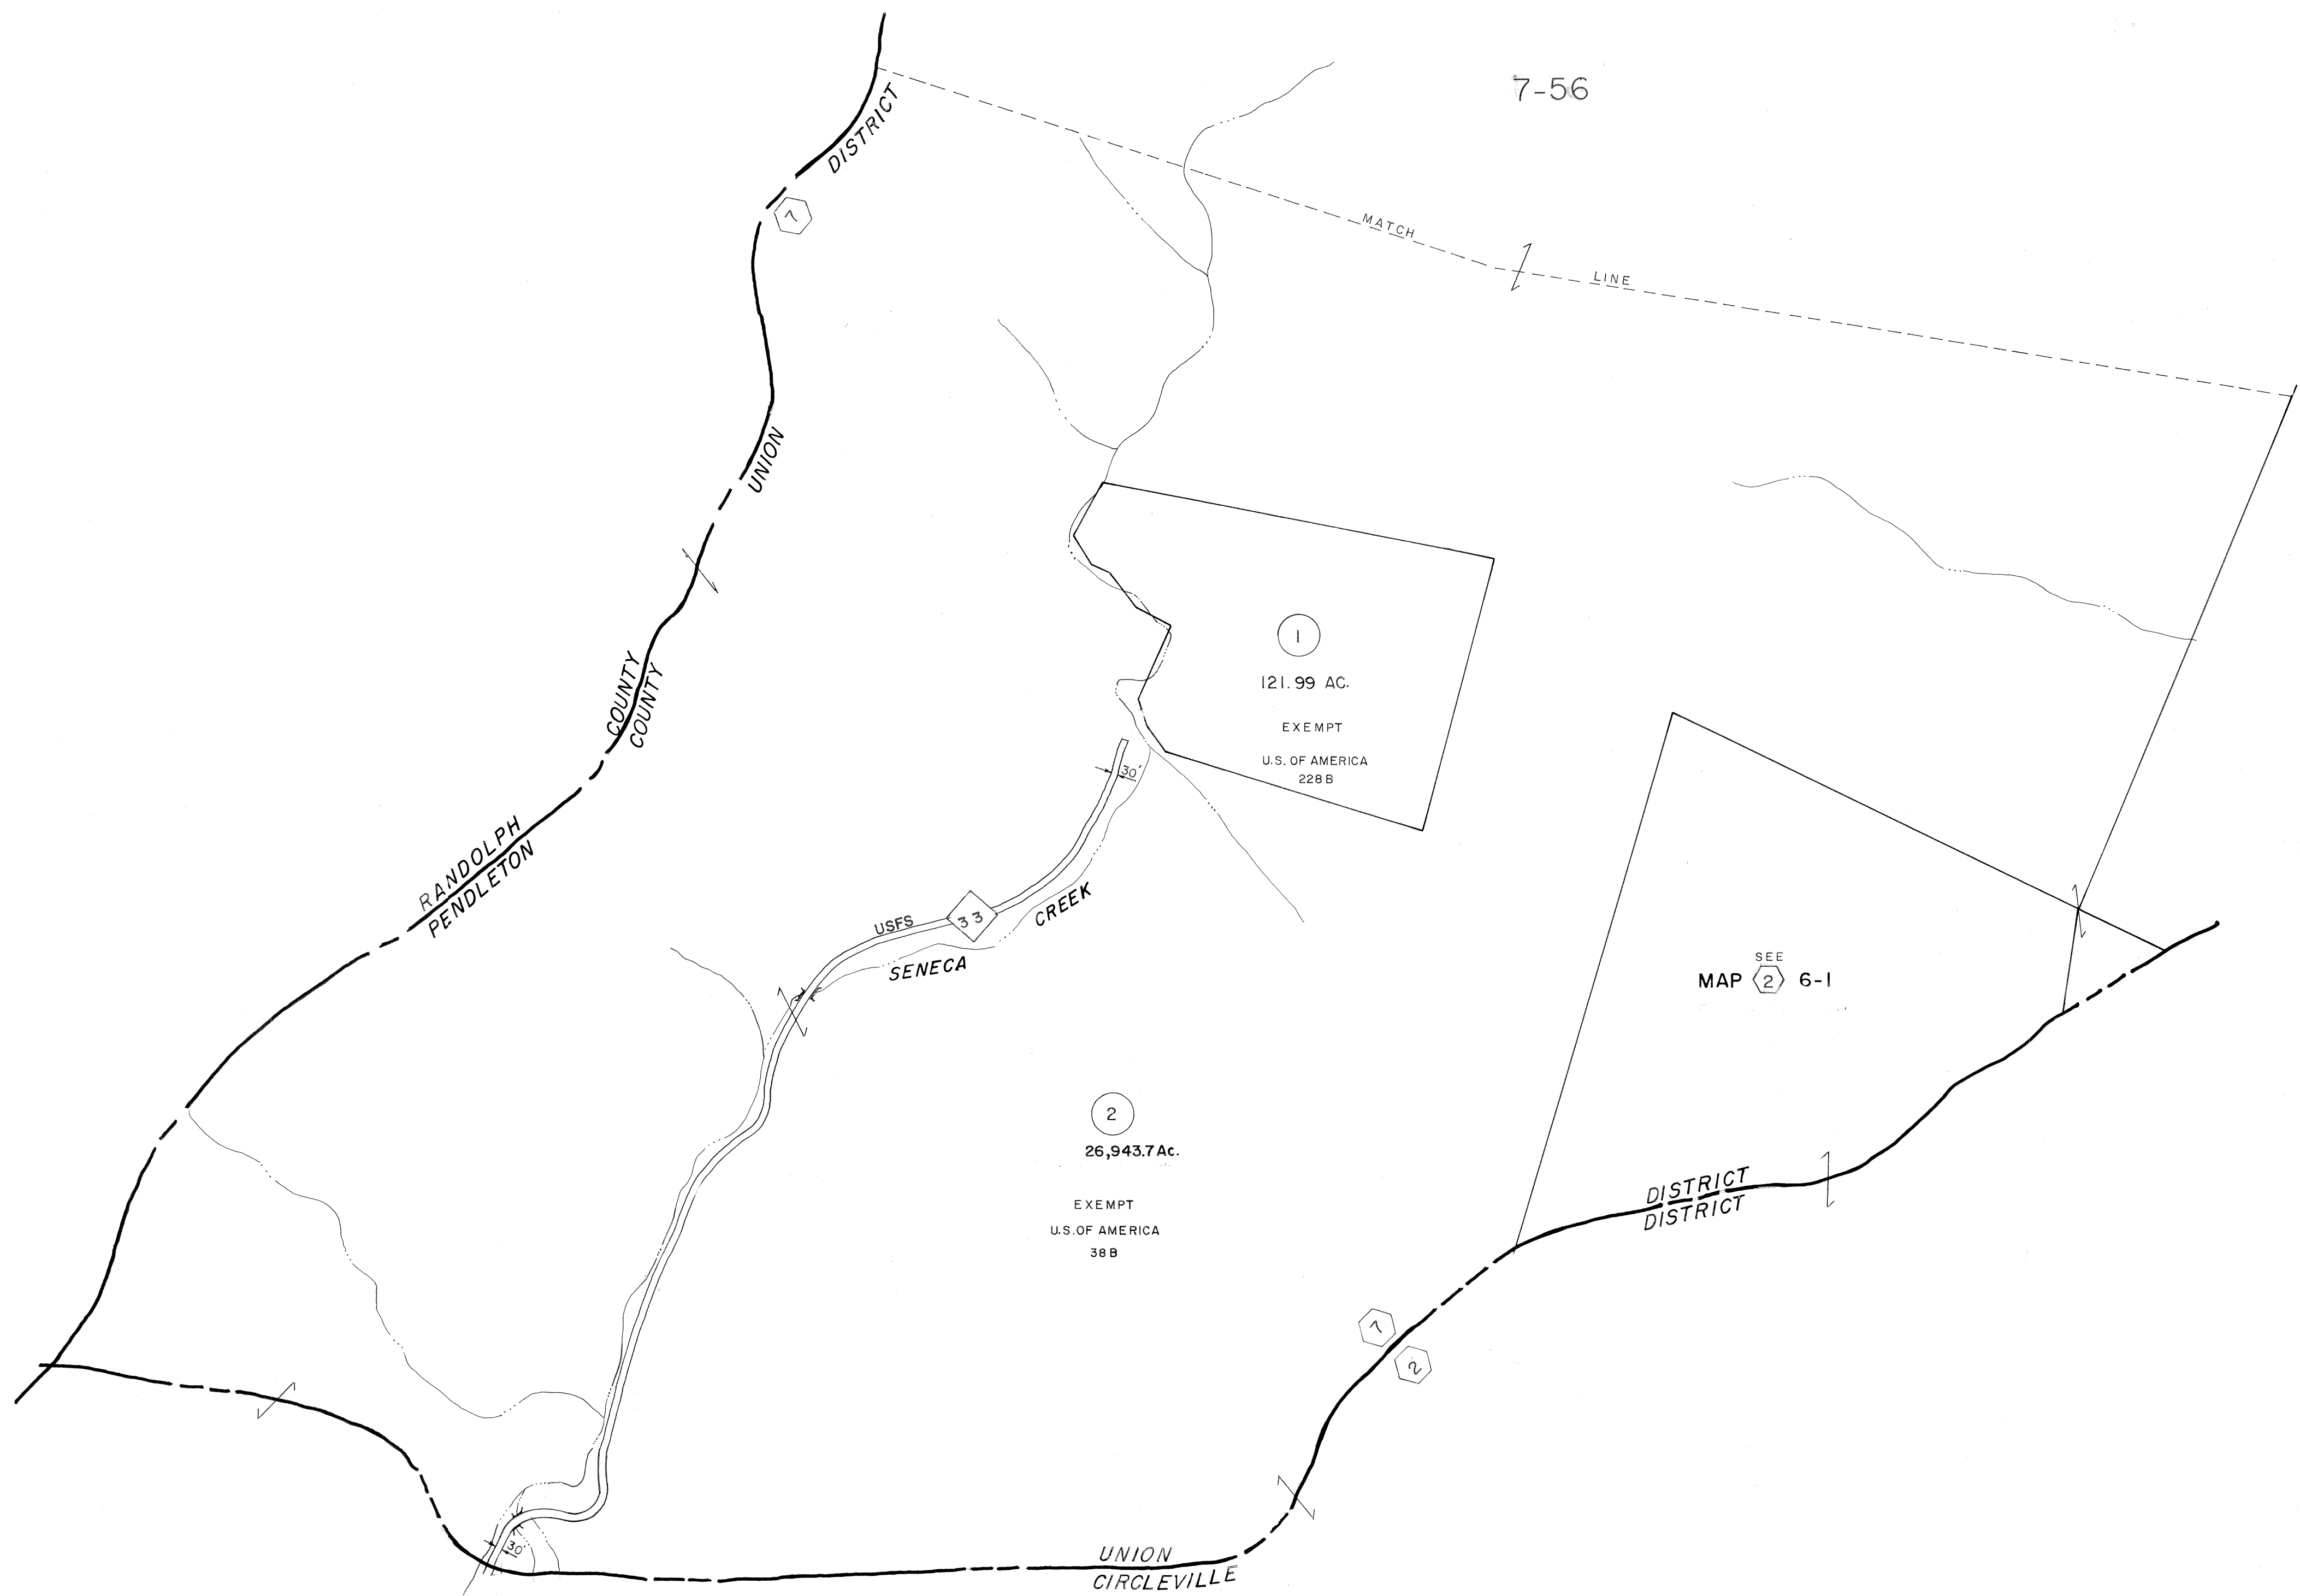 7-56
DISTRICT
7
MATCH
LINE
UNION
1
121.99 AC.
EXEMPT
U.S. OF AMERICA
228 B
COUNTY
COUNTY
30'
RANDOLPH
PENDLETON
USFS
33
CREEK
SENECA
SEE
MAP 2 6-1
2
26,943.7 Ac.
EXEMPT
U.S. OF AMERICA
38 B
DISTRICT
DISTRICT
7
2
30'
UNION
CIRCLEVILLE